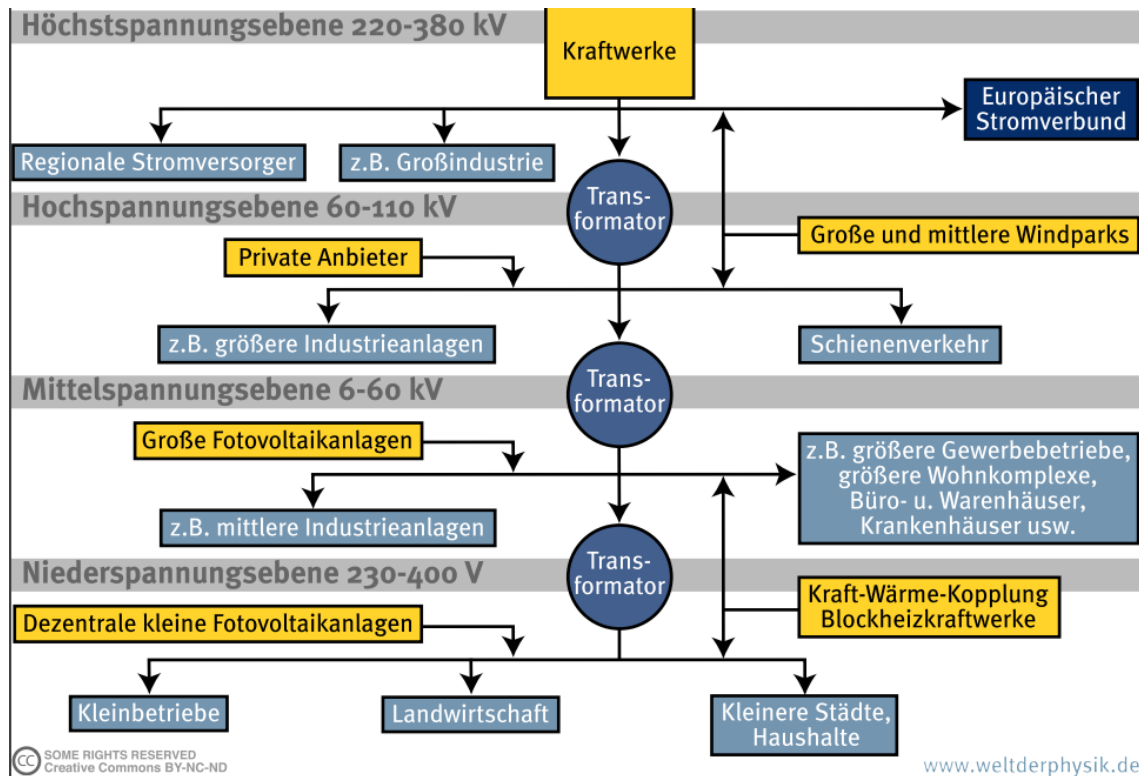 Höchstspannungsebene 220-380 kV
Kraftwerke
Europäischer
Stromverbund
Regionale Stromversorger
z.B. Großindustrie
Trans-
formator
Hochspannungsebene 60-110 kV
Private Anbieter
Große und mittlere Windparks
z.B. größere Industrieanlagen
Schienenverkehr
Trans-
formator
Mittelspannungsebene 6-60 kV
Große Fotovoltaikanlagen
z.B. größere Gewerbebetriebe,
größere Wohnkomplexe,
Büro- u. Warenhäuser,
Krankenhäuser usw.
z.B. mittlere Industrieanlagen
Trans-
formator
Niederspannungsebene 230-400 V
Dezentrale kleine Fotovoltaikanlagen
Kraft-Wärme-Kopplung
Blockheizkraftwerke
Kleinbetriebe
Landwirtschaft
Kleinere Städte,
Haushalte
cc SOME RIGHTS RESERVED
Creative Commons BY-NC-ND
www.weltderphysik.de